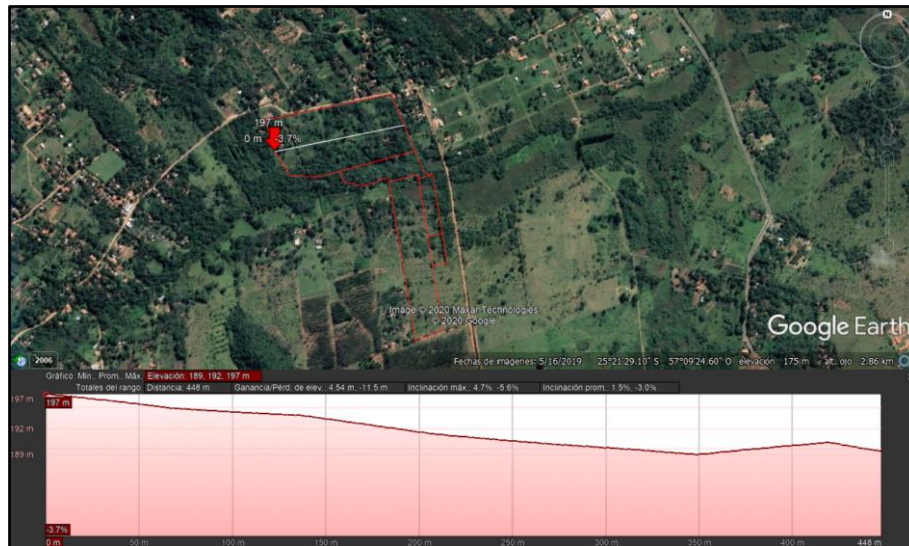 N
197 m
0 m -3.7%
Image © 2020 Maxar Technologies
© 2020 Google
Google Earth
2006
Fechas de imágenes: 5/16/2019 25°21'29.10" S 57°09'24.60" O elevación 175 m alt. ojo 2.86 km
Gráfico: Mín., Prom., Máx. Elevación: 189, 192, 197 m
Totales del rango: Distancia: 448 m Ganancia/Pérd. de elev.: 4.54 m, -11.5 m Inclinación máx.: 4.7%, -5.6% Inclinación prom.: 1.5%, -3.0%
197 m
197 m
192 m
189 m
-3.7%
0 m 50 m 100 m 150 m 200 m 250 m 300 m 350 m 400 m 448 m